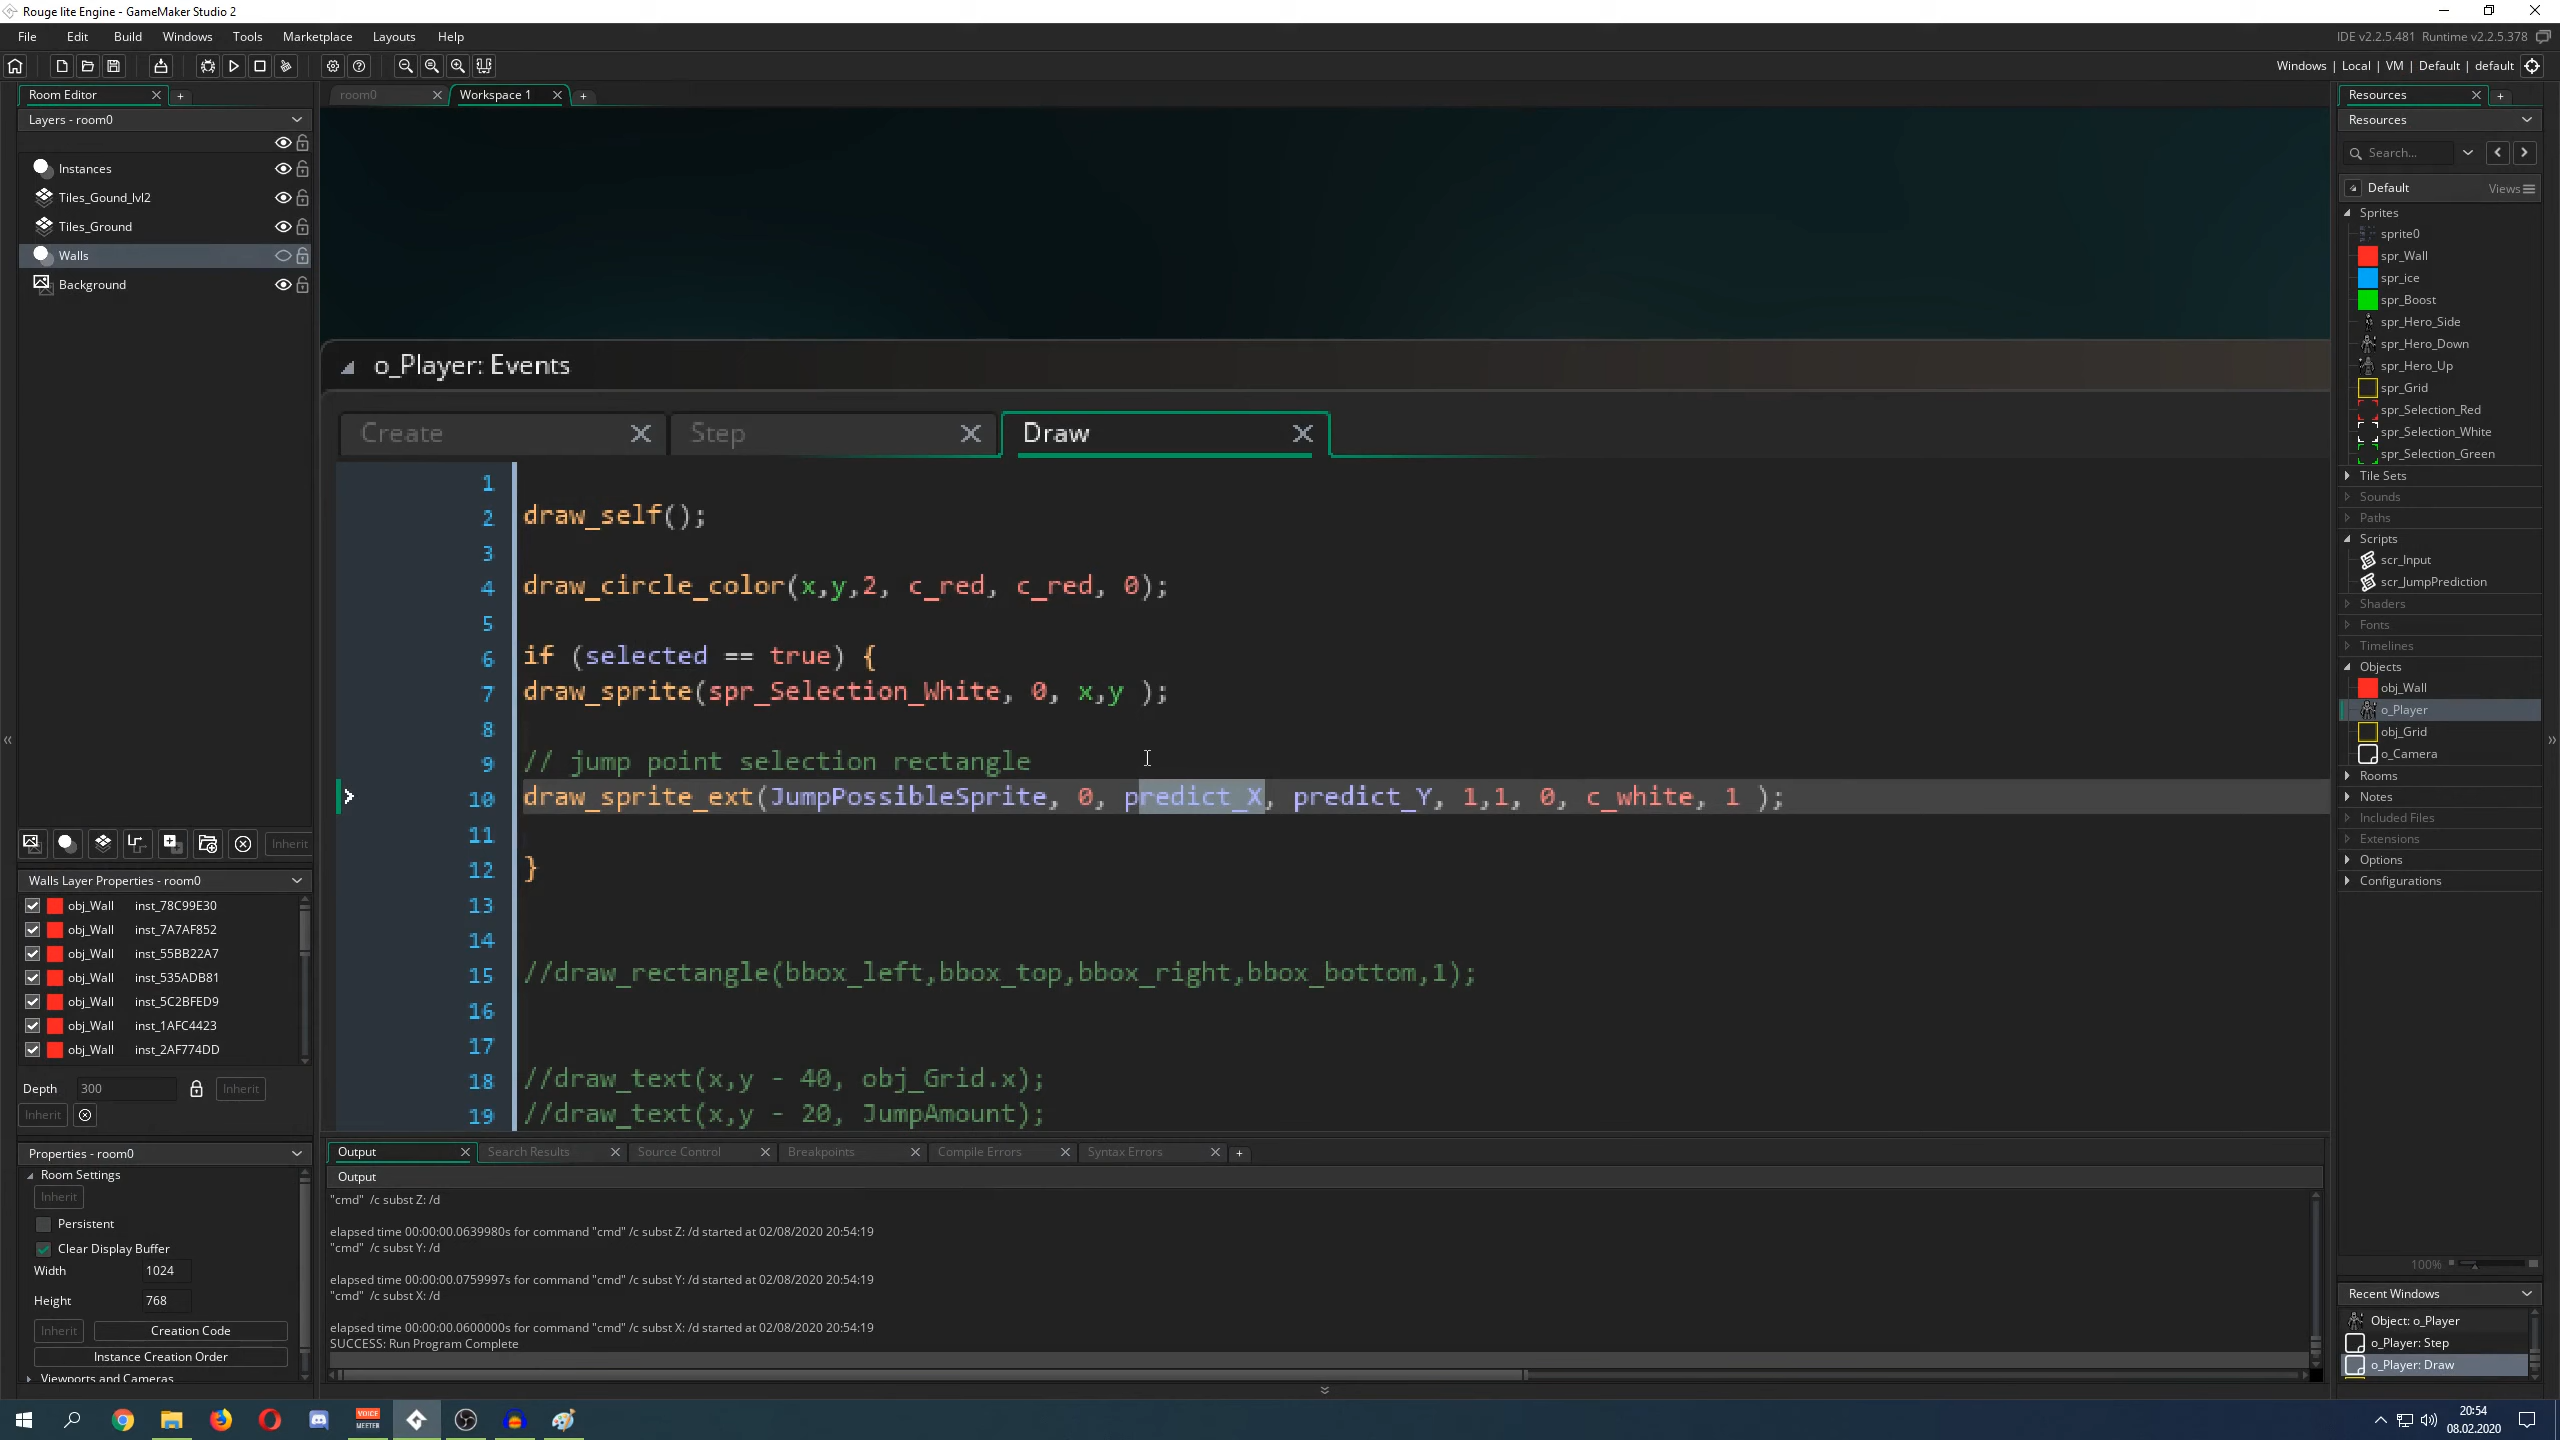 Rouge lite Engine - GameMaker Studio 2
File Edit Build Windows Tools Marketplace Layouts Help
IDE v2.2.5.481 Runtime v2.2.5.378
Windows | Local | VM | Default | default
Room Editor
Layers - room0
Instances
Tiles_Gound_lvl2
Tiles_Ground
Walls
Background
Inherit
Walls Layer Properties - room0
obj_Wall inst_78C99E30
obj_Wall inst_7A7AF852
obj_Wall inst_55BB22A7
obj_Wall inst_535ADB81
obj_Wall inst_5C2BFED9
obj_Wall inst_1AFC4423
obj_Wall inst_2AF774DD
Depth 300 Inherit
Inherit
Properties - room0
Room Settings
Inherit
Persistent
Clear Display Buffer
Width 1024
Height 768
Inherit Creation Code
Instance Creation Order
Viewports and Cameras
room0 Workspace 1
o_Player: Events
Create Step Draw
1
2 draw_self();
3
4 draw_circle_color(x,y,2, c_red, c_red, 0);
5
6 if (selected == true) {
7 draw_sprite(spr_Selection_White, 0, x,y );
8
9 // jump point selection rectangle
10 draw_sprite_ext(JumpPossibleSprite, 0, predict_X, predict_Y, 1,1, 0, c_white, 1 );
11
12 }
13
14
15 //draw_rectangle(bbox_left,bbox_top,bbox_right,bbox_bottom,1);
16
17
18 //draw_text(x,y - 40, obj_Grid.x);
19 //draw_text(x,y - 20, JumpAmount);
Output Search Results Source Control Breakpoints Compile Errors Syntax Errors
Output
"cmd" /c subst Z: /d
elapsed time 00:00:00.0639980s for command "cmd" /c subst Z: /d started at 02/08/2020 20:54:19
"cmd" /c subst Y: /d
elapsed time 00:00:00.0759997s for command "cmd" /c subst Y: /d started at 02/08/2020 20:54:19
"cmd" /c subst X: /d
elapsed time 00:00:00.0600000s for command "cmd" /c subst X: /d started at 02/08/2020 20:54:19
SUCCESS: Run Program Complete
Resources
Resources
Search...
Default Views
Sprites
sprite0
spr_Wall
spr_ice
spr_Boost
spr_Hero_Side
spr_Hero_Down
spr_Hero_Up
spr_Grid
spr_Selection_Red
spr_Selection_White
spr_Selection_Green
Tile Sets
Sounds
Paths
Scripts
scr_Input
scr_JumpPrediction
Shaders
Fonts
Timelines
Objects
obj_Wall
o_Player
obj_Grid
o_Camera
Rooms
Notes
Included Files
Extensions
Options
Configurations
100%
Recent Windows
Object: o_Player
o_Player: Step
o_Player: Draw
VOICE
MEETER
20:54
08.02.2020